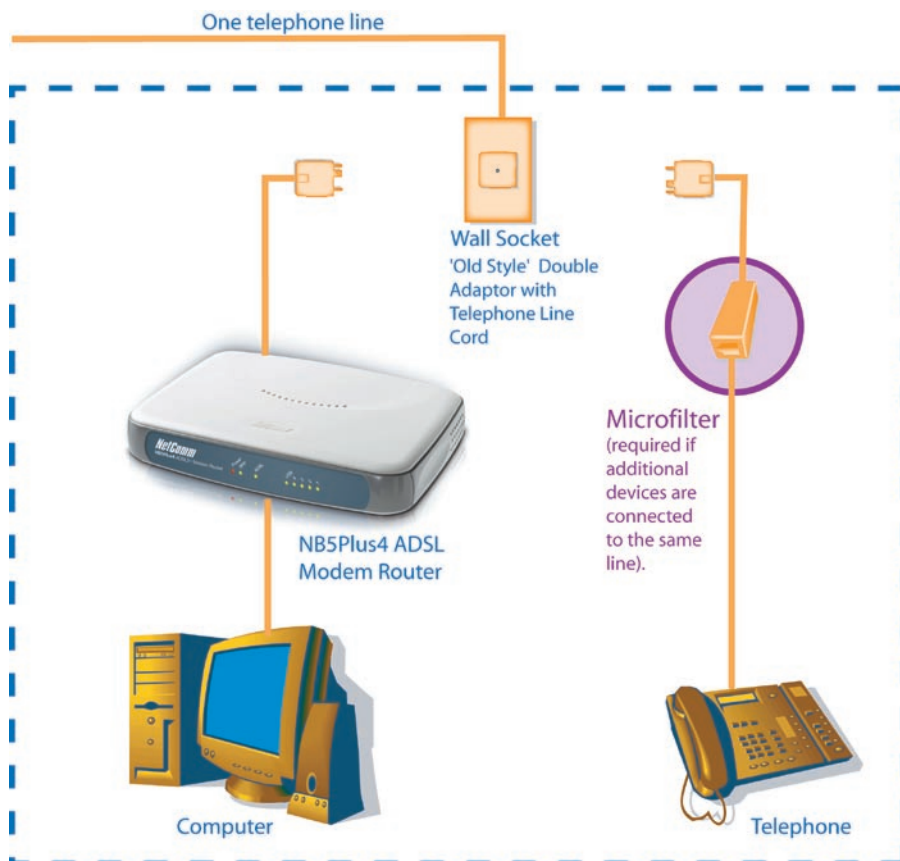 One telephone line
Wall Socket
'Old Style' Double
Adaptor with
Telephone Line
Cord
Microfilter
(required if
additional
devices are
connected
to the same
line).
NetComm
NB5Plus4 ADSL
Modem Router
Computer
Telephone